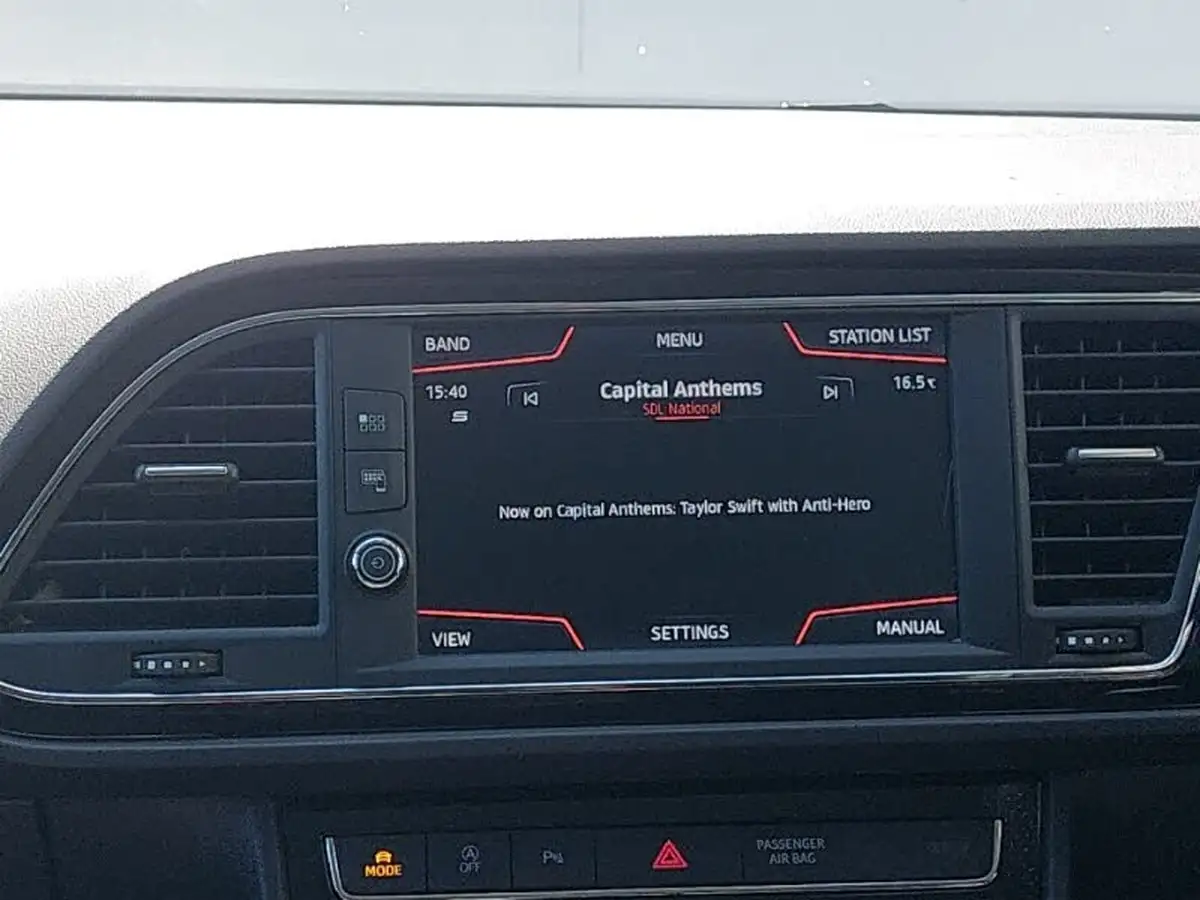 BAND
MENU
STATION LIST
15:40
Capital Anthems
16.5°C
SDL National
Now on Capital Anthems: Taylor Swift with Anti-Hero
VIEW
SETTINGS
MANUAL
MODE
A
OFF
P
PASSENGER
AIR BAG